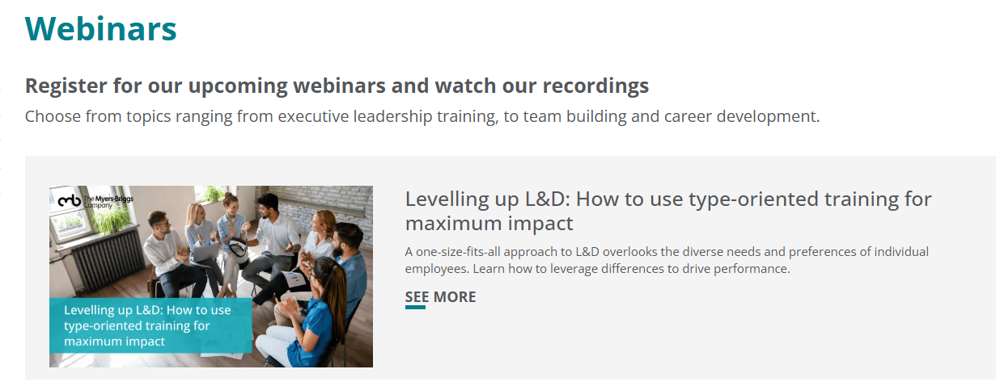 Webinars
Register for our upcoming webinars and watch our recordings
Choose from topics ranging from executive leadership training, to team building and career development.
The Myers-Briggs
Company
Levelling up L&D: How to use
type-oriented training for
maximum impact
Levelling up L&D: How to use type-oriented training for
maximum impact
A one-size-fits-all approach to L&D overlooks the diverse needs and preferences of individual
employees. Learn how to leverage differences to drive performance.
SEE MORE